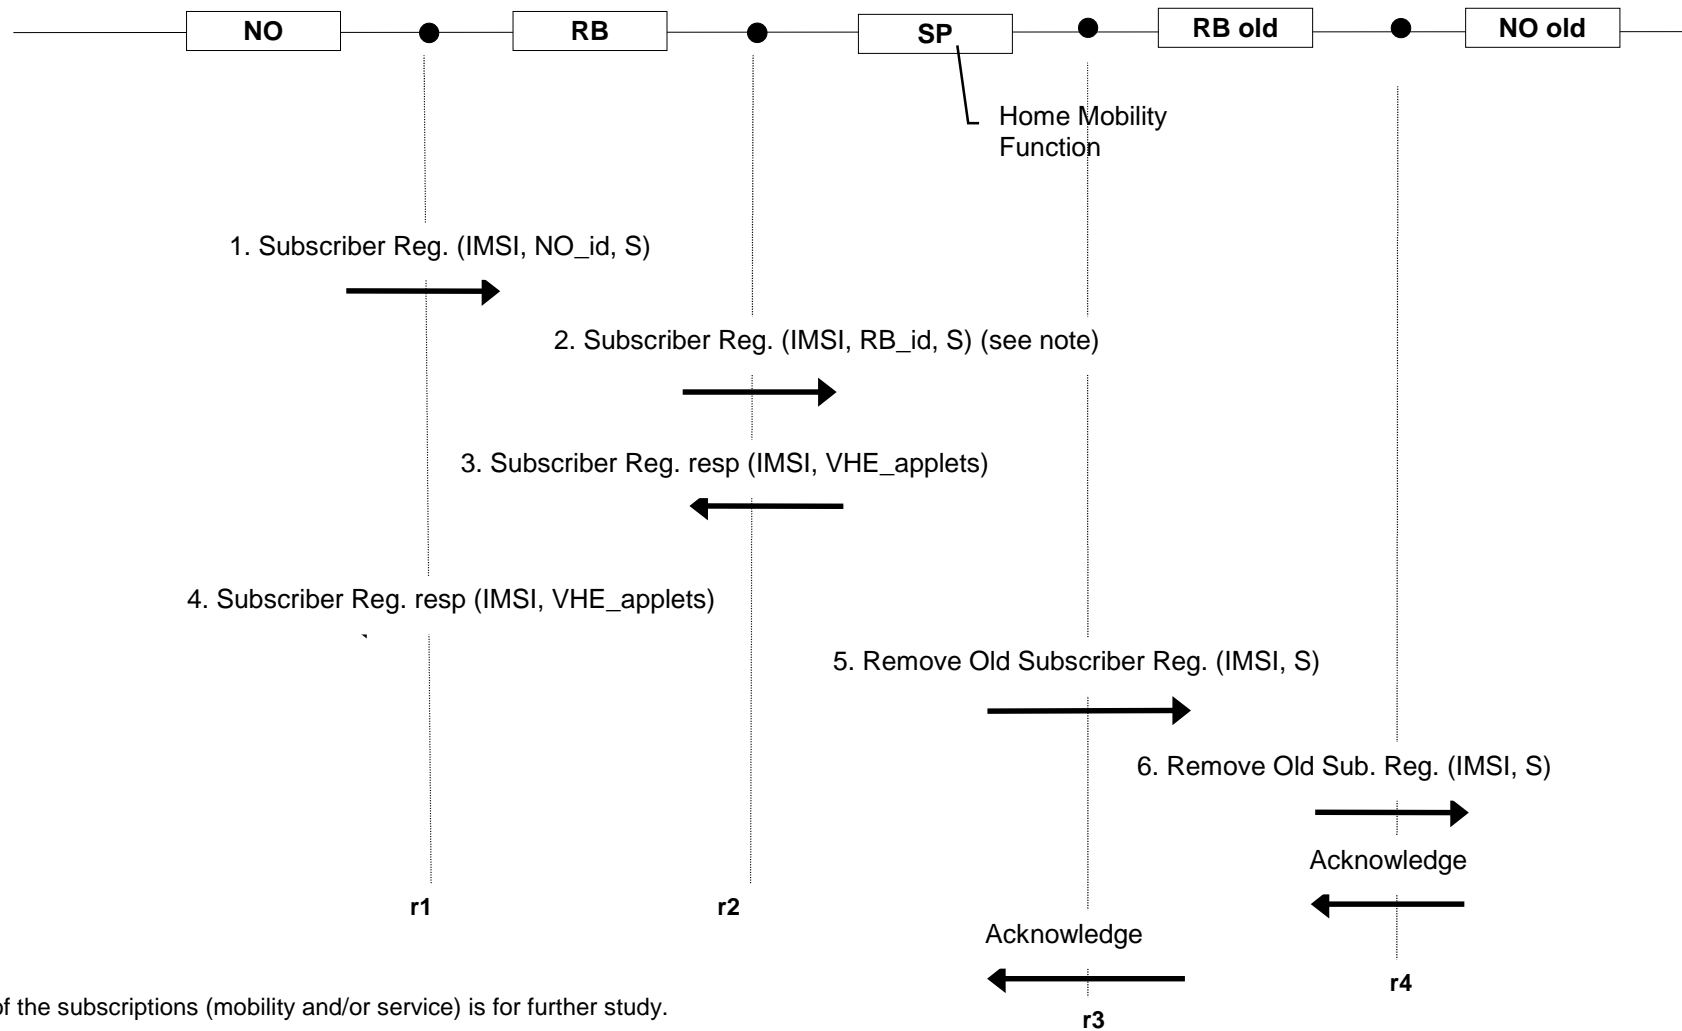 NO
RB
SP
RB old
NO old
Home Mobility
Function
1. Subscriber Reg. (IMSI, NO_id, S)
2. Subscriber Reg. (IMSI, RB_id, S) (see note)
3. Subscriber Reg. resp (IMSI, VHE_applets)
4. Subscriber Reg. resp (IMSI, VHE_applets)
5. Remove Old Subscriber Reg. (IMSI, S)
6. Remove Old Sub. Reg. (IMSI, S)
Acknowledge
r1
r2
Acknowledge
r4
of the subscriptions (mobility and/or service) is for further study.
r3